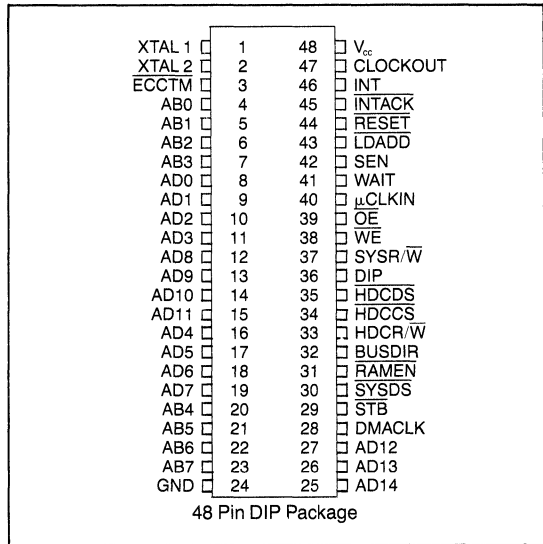 XTAL 1 1 48 Vcc
XTAL 2 2 47 CLOCKOUT
ECCTM 3 46 INT
AB0 4 45 INTACK
AB1 5 44 RESET
AB2 6 43 LDADD
AB3 7 42 SEN
AD0 8 41 WAIT
AD1 9 40 µCLKIN
AD2 10 39 OE
AD3 11 38 WE
AD8 12 37 SYSR/W
AD9 13 36 DIP
AD10 14 35 HDCDS
AD11 15 34 HDCCS
AD4 16 33 HDCR/W
AD5 17 32 BUSDIR
AD6 18 31 RAMEN
AD7 19 30 SYSDS
AB4 20 29 STB
AB5 21 28 DMACLK
AB6 22 27 AD12
AB7 23 26 AD13
GND 24 25 AD14
48 Pin DIP Package